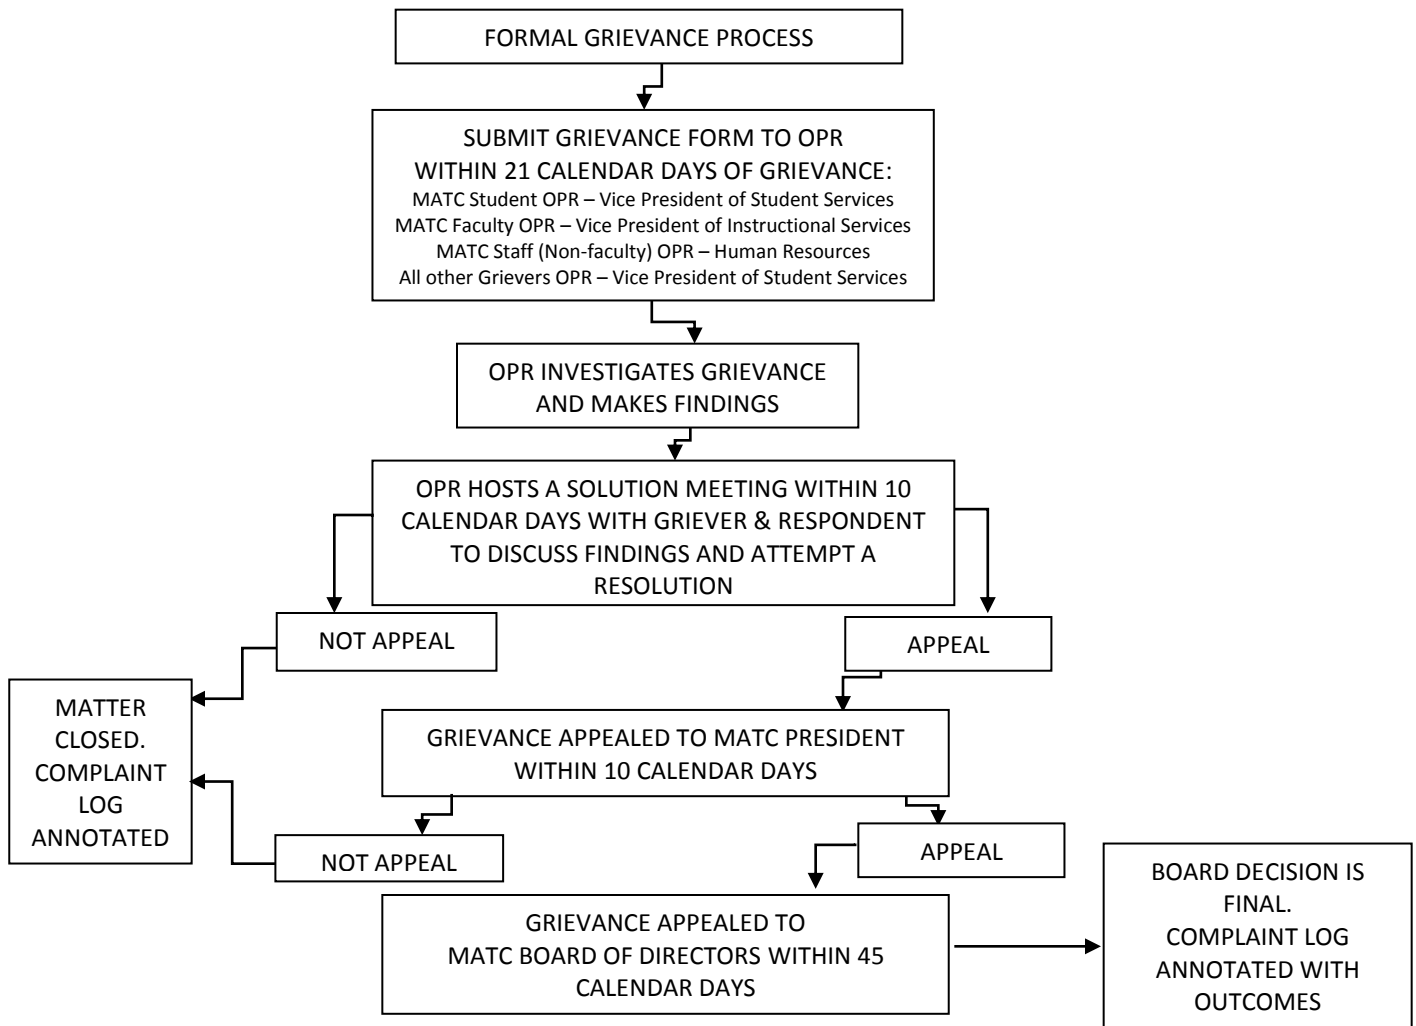 FORMAL GRIEVANCE PROCESS
SUBMIT GRIEVANCE FORM TO OPR
WITHIN 21 CALENDAR DAYS OF GRIEVANCE:
MATC Student OPR – Vice President of Student Services
MATC Faculty OPR – Vice President of Instructional Services
MATC Staff (Non-faculty) OPR – Human Resources
All other Grievers OPR – Vice President of Student Services
OPR INVESTIGATES GRIEVANCE
AND MAKES FINDINGS
OPR HOSTS A SOLUTION MEETING WITHIN 10
CALENDAR DAYS WITH GRIEVER & RESPONDENT
TO DISCUSS FINDINGS AND ATTEMPT A
RESOLUTION
NOT APPEAL
APPEAL
MATTER
CLOSED.
COMPLAINT
LOG
ANNOTATED
GRIEVANCE APPEALED TO MATC PRESIDENT
WITHIN 10 CALENDAR DAYS
NOT APPEAL
APPEAL
GRIEVANCE APPEALED TO
MATC BOARD OF DIRECTORS WITHIN 45
CALENDAR DAYS
BOARD DECISION IS
FINAL.
COMPLAINT LOG
ANNOTATED WITH
OUTCOMES